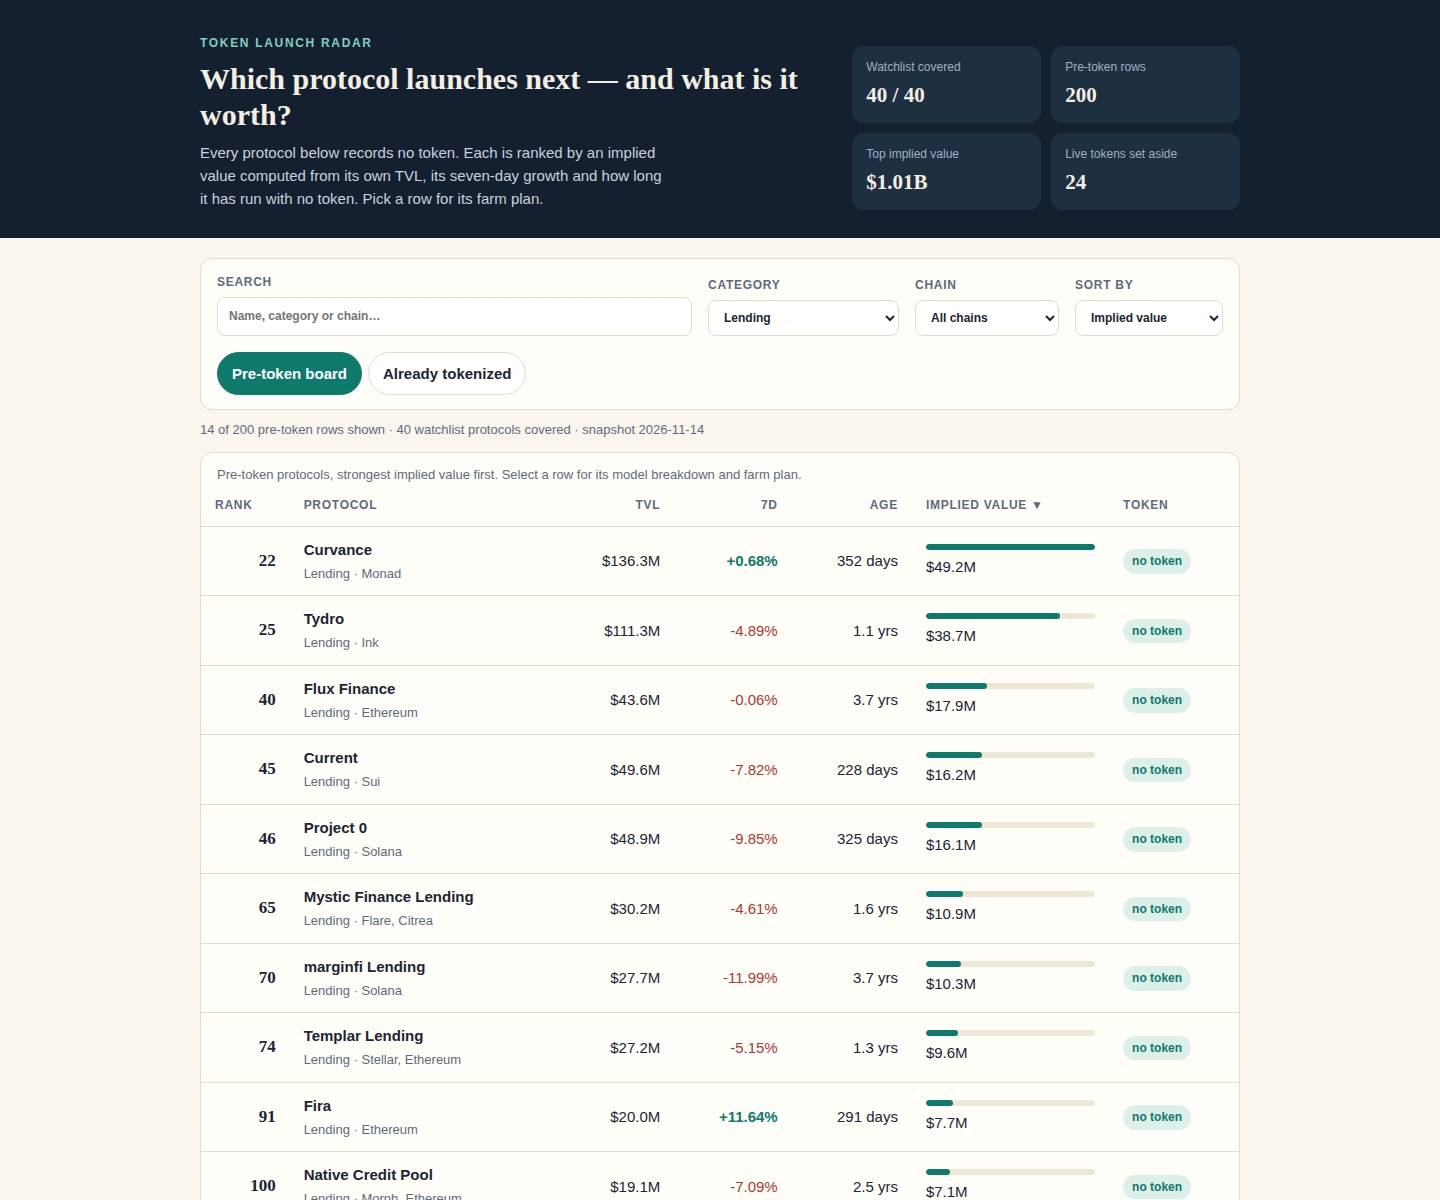 TOKEN LAUNCH RADAR
Which protocol launches next — and what is it
worth?
Every protocol below records no token. Each is ranked by an implied
value computed from its own TVL, its seven-day growth and how long
it has run with no token. Pick a row for its farm plan.
Watchlist covered
40 / 40
Pre-token rows
200
Top implied value
$1.01B
Live tokens set aside
24
SEARCH
Name, category or chain…
CATEGORY
Lending
CHAIN
All chains
SORT BY
Implied value
Pre-token board
Already tokenized
14 of 200 pre-token rows shown · 40 watchlist protocols covered · snapshot 2026-11-14
Pre-token protocols, strongest implied value first. Select a row for its model breakdown and farm plan.
RANK PROTOCOL TVL 7D AGE IMPLIED VALUE ▼ TOKEN
22 Curvance $136.3M +0.68% 352 days $49.2M no token
Lending · Monad
25 Tydro $111.3M -4.89% 1.1 yrs $38.7M no token
Lending · Ink
40 Flux Finance $43.6M -0.06% 3.7 yrs $17.9M no token
Lending · Ethereum
45 Current $49.6M -7.82% 228 days $16.2M no token
Lending · Sui
46 Project 0 $48.9M -9.85% 325 days $16.1M no token
Lending · Solana
65 Mystic Finance Lending $30.2M -4.61% 1.6 yrs $10.9M no token
Lending · Flare, Citrea
70 marginfi Lending $27.7M -11.99% 3.7 yrs $10.3M no token
Lending · Solana
74 Templar Lending $27.2M -5.15% 1.3 yrs $9.6M no token
Lending · Stellar, Ethereum
91 Fira $20.0M +11.64% 291 days $7.7M no token
Lending · Ethereum
100 Native Credit Pool $19.1M -7.09% 2.5 yrs $7.1M no token
Lending · Morph, Ethereum